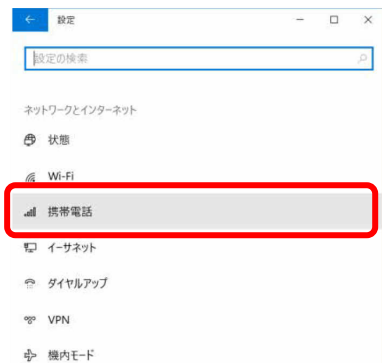 設定
設定の検索
ネットワークとインターネット
状態
Wi-Fi
携帯電話
イーサネット
ダイヤルアップ
VPN
機内モード